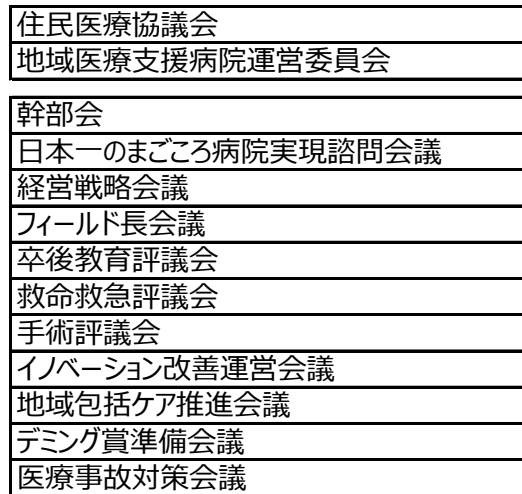 住民医療協議会
地域医療支援病院運営委員会
幹部会
日本一のまごころ病院実現諮問会議
経営戦略会議
フィールド長会議
卒後教育評議会
救命救急評議会
手術評議会
イノベーション改善運営会議
地域包括ケア推進会議
デミング賞準備会議
医療事故対策会議